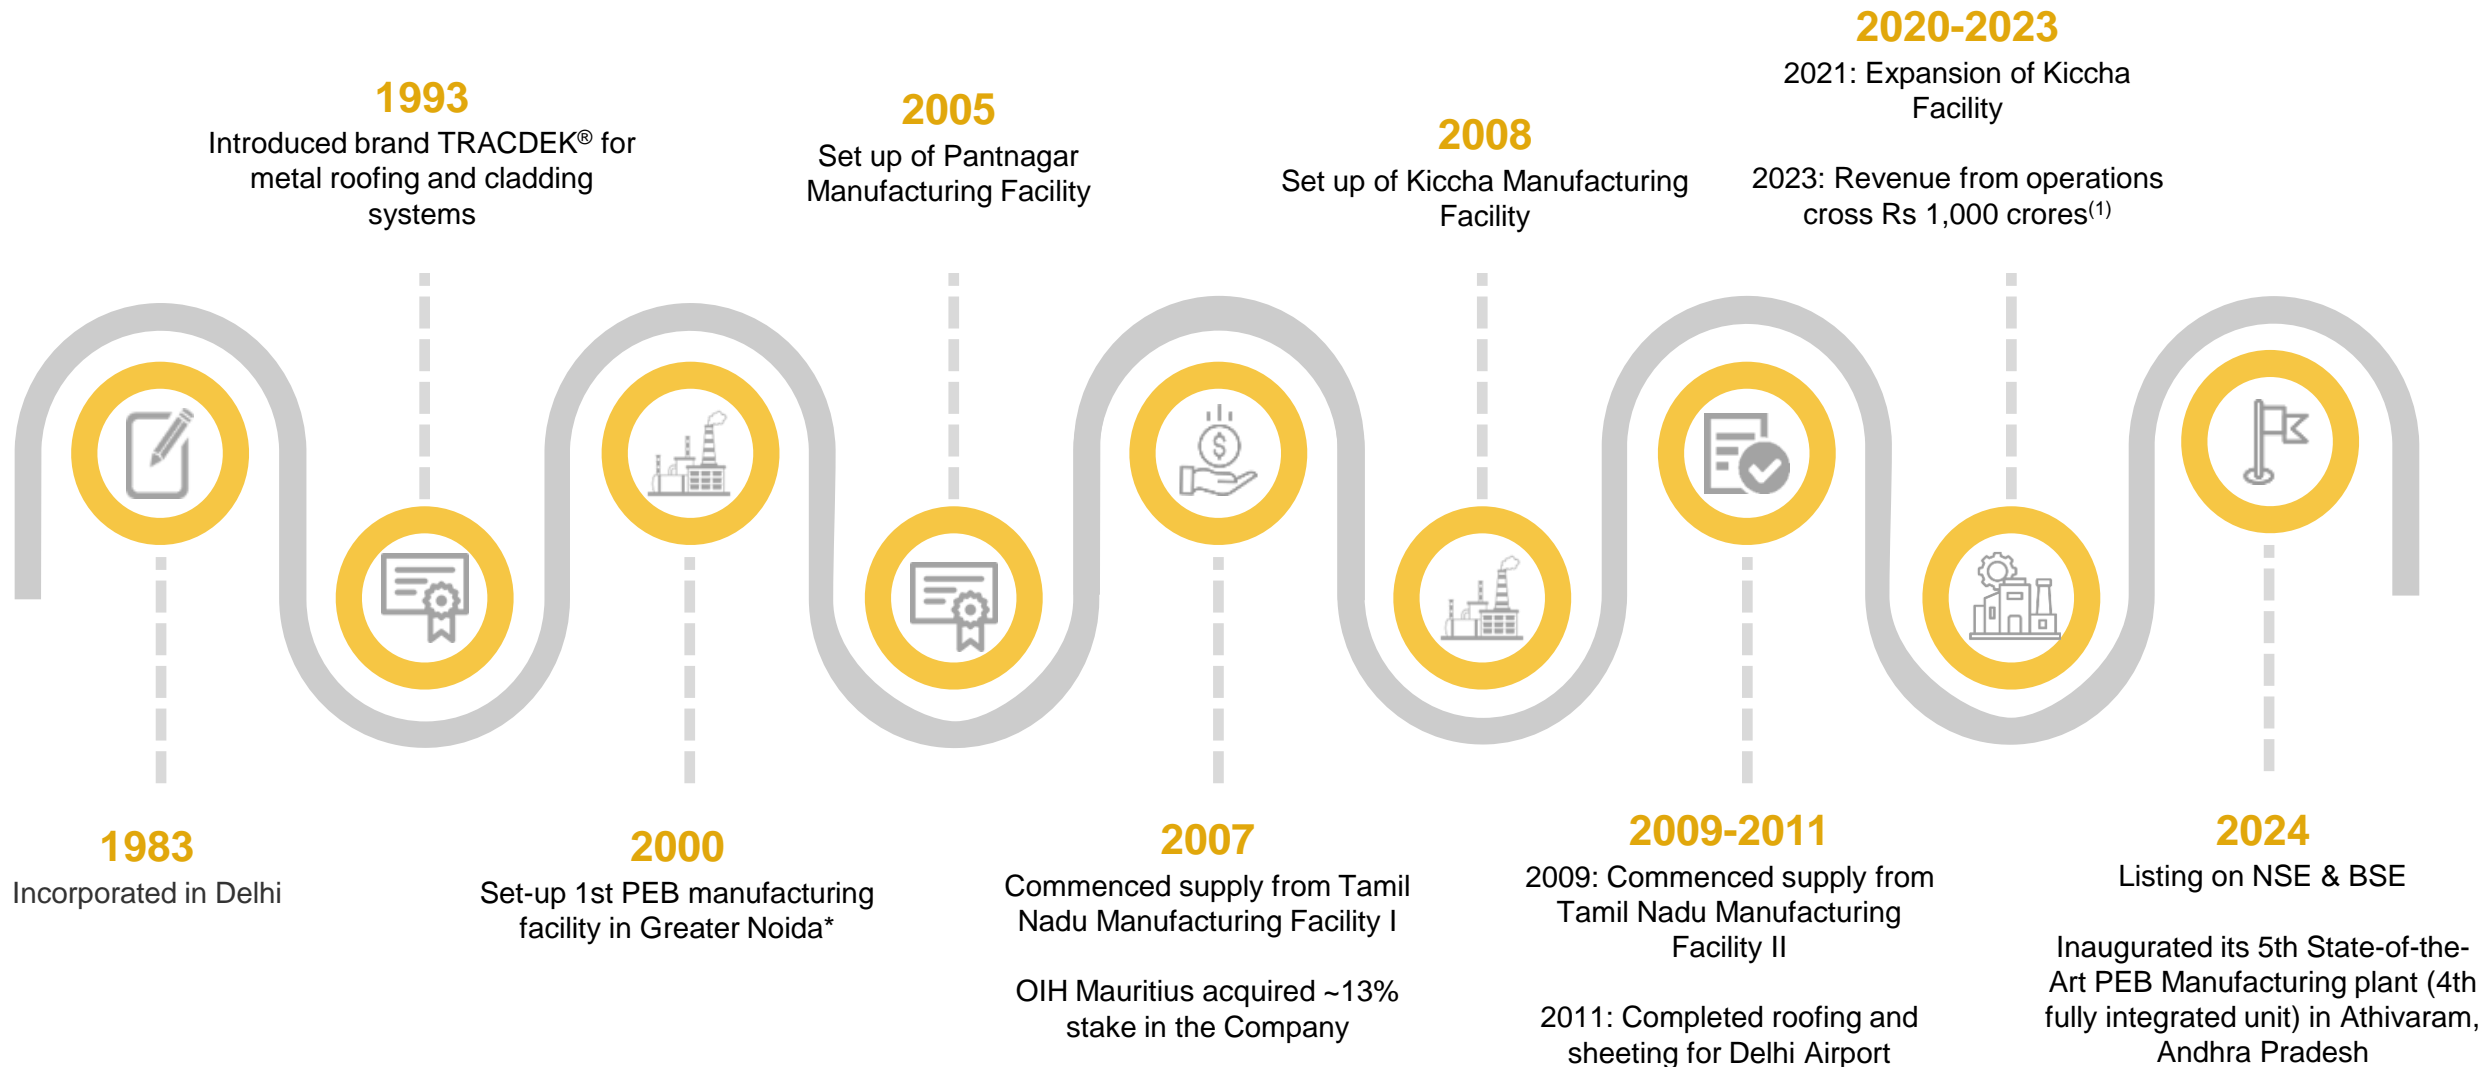 1983
Incorporated in Delhi
1993
Introduced brand TRACDEK® for
metal roofing and cladding
systems
2000
Set-up 1st PEB manufacturing
facility in Greater Noida*
2005
Set up of Pantnagar
Manufacturing Facility
2007
Commenced supply from Tamil
Nadu Manufacturing Facility I
OIH Mauritius acquired ~13%
stake in the Company
2008
Set up of Kiccha Manufacturing
Facility
2009-2011
2009: Commenced supply from
Tamil Nadu Manufacturing
Facility II
2011: Completed roofing and
sheeting for Delhi Airport
2020-2023
2021: Expansion of Kiccha
Facility
2023: Revenue from operations
cross Rs 1,000 crores(1)
2024
Listing on NSE & BSE
Inaugurated its 5th State-of-the-
Art PEB Manufacturing plant (4th
fully integrated unit) in Athivaram,
Andhra Pradesh